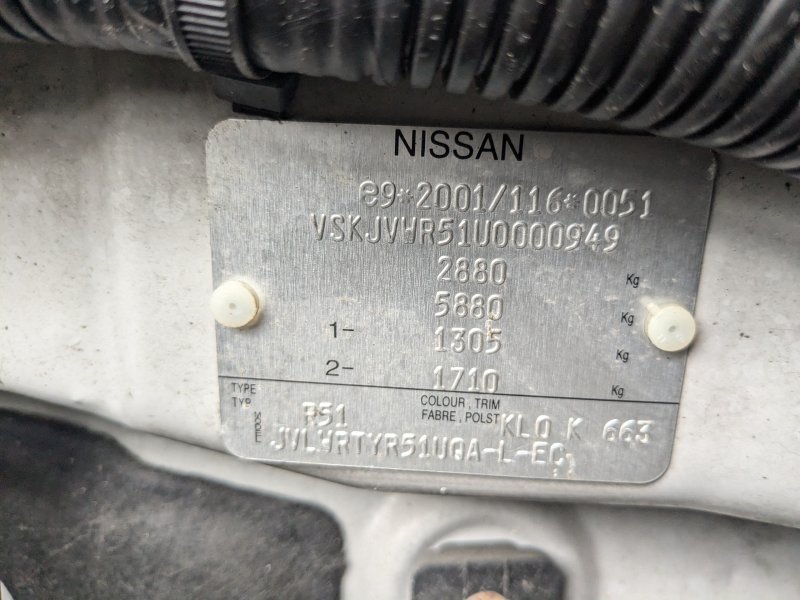 NISSAN
e9*2001/116*0051
VSKJVWR51U0000949
2880 Kg
5880 Kg
1- 1305 Kg
2- 1710 Kg
TYPE COLOUR, TRIM
TYP. R51 FABRE, POLST KLO K 663
JVLWRTYR51UQA-L-EC